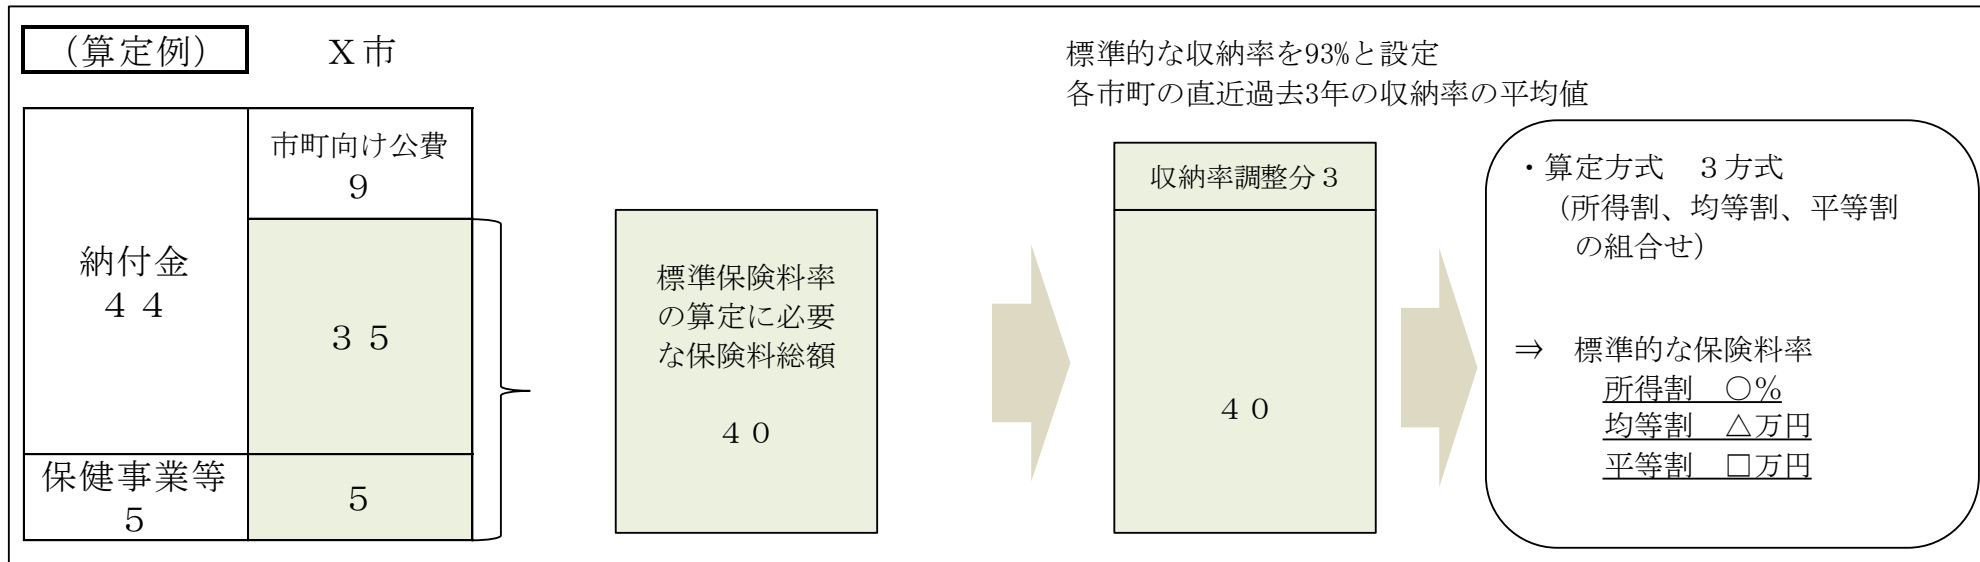 （算定例）　Ｘ市
納付金
４４
市町向け公費
９
３５
保健事業等
５
５
標準保険料率
の算定に必要
な保険料総額
４０
標準的な収納率を93%と設定
各市町の直近過去3年の収納率の平均値
収納率調整分３
４０
・算定方式　３方式
（所得割、均等割、平等割
の組合せ）
⇒　標準的な保険料率
所得割　○％
均等割　△万円
平等割　□万円